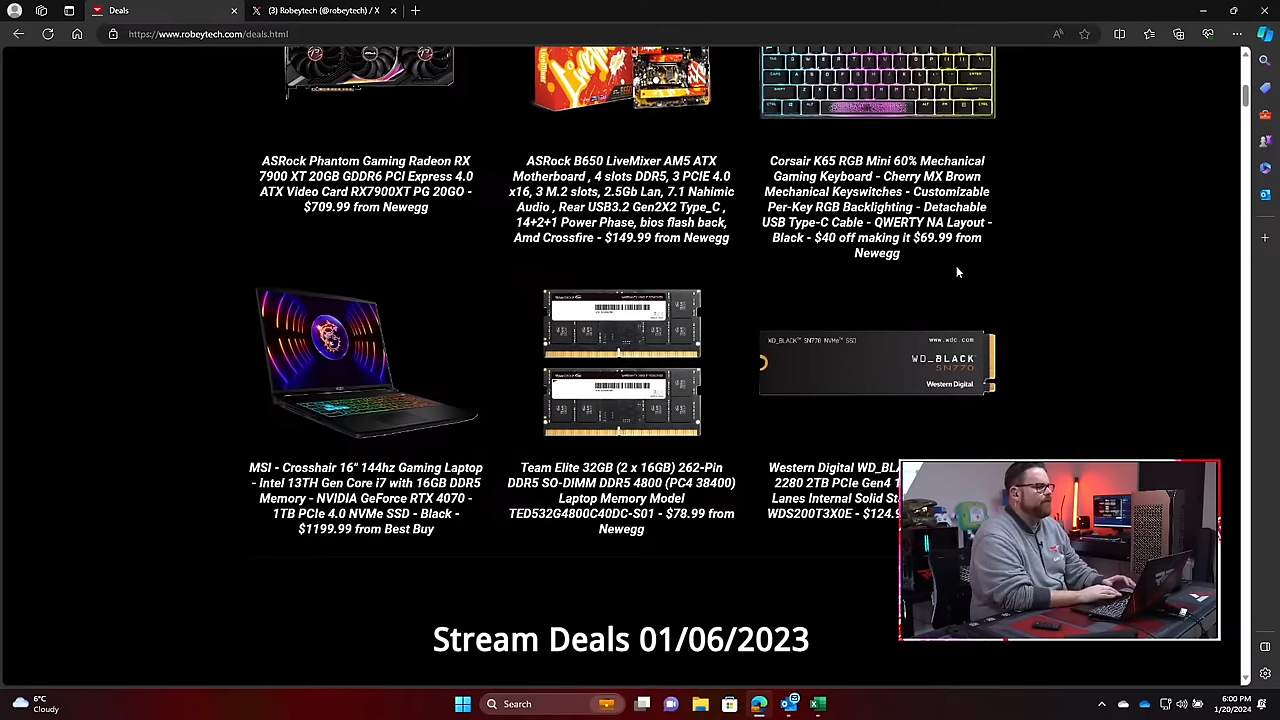 Deals
(3) Robeytech (@robeytech) / X
https://www.robeytech.com/deals.html
ASRock Phantom Gaming Radeon RX
7900 XT 20GB GDDR6 PCI Express 4.0
ATX Video Card RX7900XT PG 20GO -
$709.99 from Newegg
ASRock B650 LiveMixer AM5 ATX
Motherboard , 4 slots DDR5, 3 PCIE 4.0
x16, 3 M.2 slots, 2.5Gb Lan, 7.1 Nahimic
Audio , Rear USB3.2 Gen2X2 Type_C ,
14+2+1 Power Phase, bios flash back,
Amd Crossfire - $149.99 from Newegg
Corsair K65 RGB Mini 60% Mechanical
Gaming Keyboard - Cherry MX Brown
Mechanical Keyswitches - Customizable
Per-Key RGB Backlighting - Detachable
USB Type-C Cable - QWERTY NA Layout -
Black - $40 off making it $69.99 from
Newegg
WD_BLACK™ SN770 NVMe™ SSD
www.wdc.com
WD_BLACK
SN770
Western Digital
MSI - Crosshair 16" 144hz Gaming Laptop
- Intel 13TH Gen Core i7 with 16GB DDR5
Memory - NVIDIA GeForce RTX 4070 -
1TB PCIe 4.0 NVMe SSD - Black -
$1199.99 from Best Buy
Team Elite 32GB (2 x 16GB) 262-Pin
DDR5 SO-DIMM DDR5 4800 (PC4 38400)
Laptop Memory Model
TED532G4800C40DC-S01 - $78.99 from
Newegg
Western Digital WD_BL
2280 2TB PCIe Gen4 1
Lanes Internal Solid St
WDS200T3X0E - $124.9
Stream Deals 01/06/2023
6°C
Cloudy
Search
6:00 PM
1/20/2024